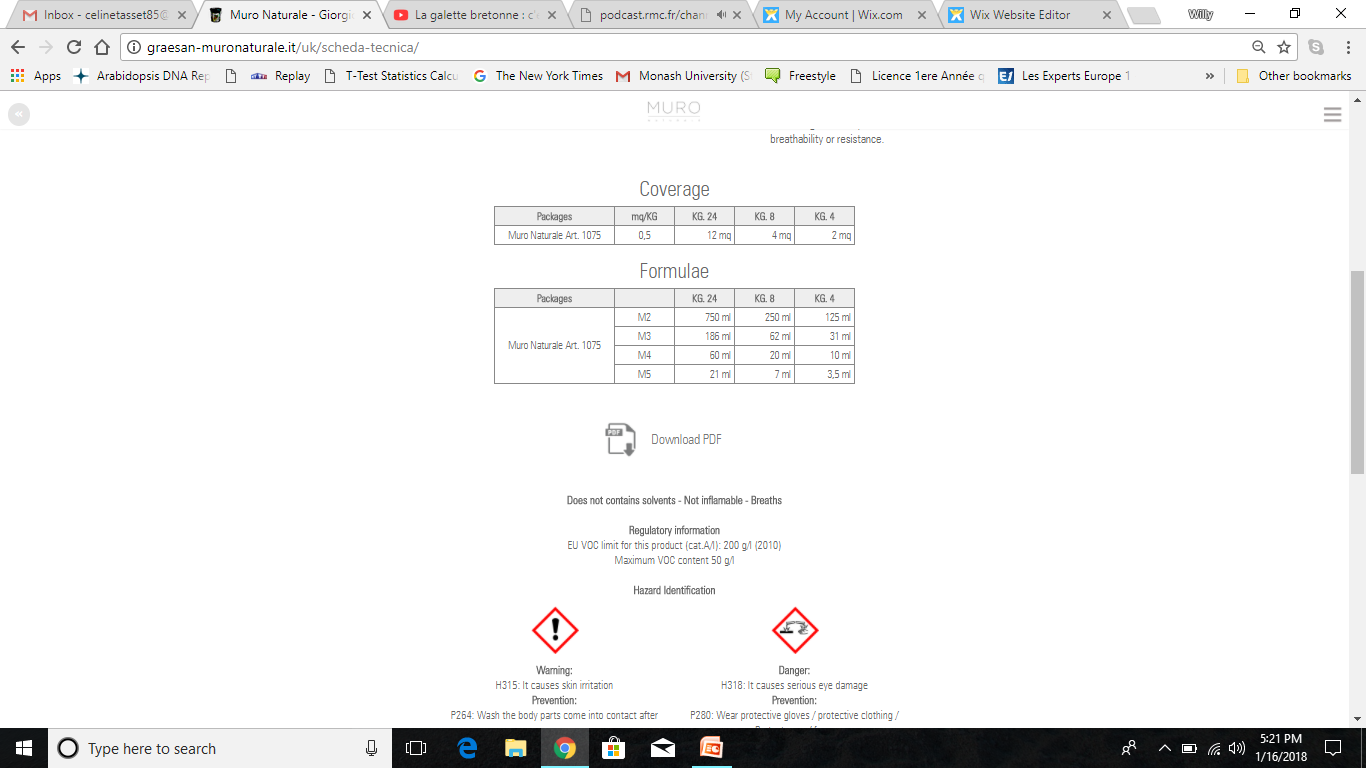 Inbox - celinetasset85@
Muro Naturale - Giorgi
La galette bretonne : c'e
podcast.rmc.fr/chan
My Account | Wix.com
Wix Website Editor
Willy
graesan-muronaturale.it/uk/scheda-tecnica/
Apps
Arabidopsis DNA Rep
Replay
T-Test Statistics Calcu
The New York Times
Monash University (S
Freestyle
Licence 1ere Année q
Les Experts Europe 1
»
Other bookmarks
«
MURO
NATURALE
breathability or resistance.
Coverage
Packages mq/KG KG. 24 KG. 8 KG. 4
Muro Naturale Art. 1075 0,5 12 mq 4 mq 2 mq
Formulae
Packages KG. 24 KG. 8 KG. 4
Muro Naturale Art. 1075
M2 750 ml 250 ml 125 ml
M3 186 ml 62 ml 31 ml
M4 60 ml 20 ml 10 ml
M5 21 ml 7 ml 3,5 ml
PDF
Download PDF
Does not contains solvents - Not inflamable - Breaths
Regulatory information
EU VOC limit for this product (cat.A/l): 200 g/l (2010)
Maximum VOC content 50 g/l
Hazard Identification
Warning:
H315: It causes skin irritation
Prevention:
P264: Wash the body parts come into contact after
Danger:
H318: It causes serious eye damage
Prevention:
P280: Wear protective gloves / protective clothing /
Type here to search
5:21 PM
1/16/2018